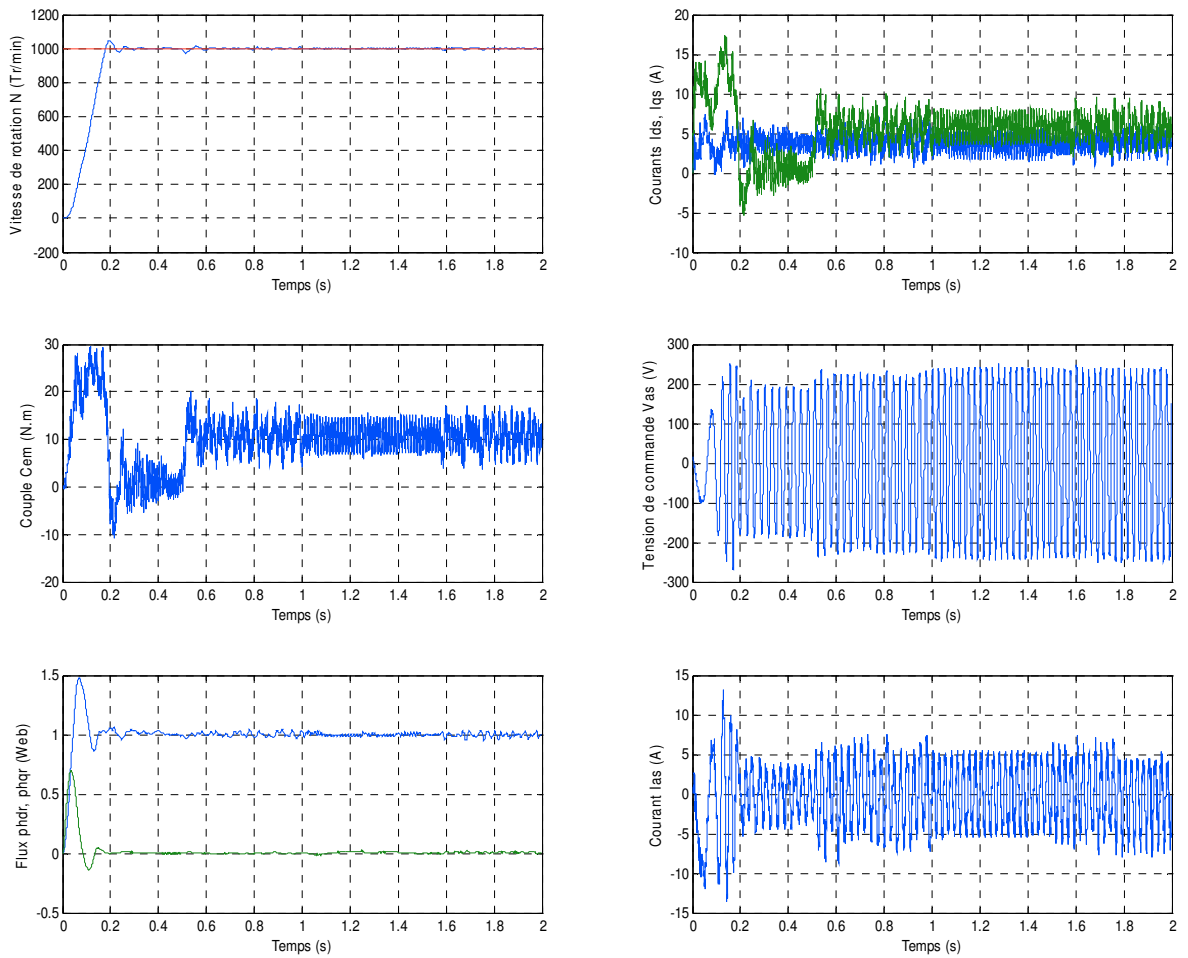 1200
1000
800
600
400
200
0
-200
Vitesse de rotation N (Tr/min)
0 0.2 0.4 0.6 0.8 1 1.2 1.4 1.6 1.8 2
Temps (s)
20
15
10
5
0
-5
-10
Courants Ids, Iqs (A)
0 0.2 0.4 0.6 0.8 1 1.2 1.4 1.6 1.8 2
Temps (s)
30
20
10
0
-10
-20
Couple Cem (N.m)
0 0.2 0.4 0.6 0.8 1 1.2 1.4 1.6 1.8 2
Temps (s)
300
200
100
0
-100
-200
-300
Tension de commande Vas (V)
0 0.2 0.4 0.6 0.8 1 1.2 1.4 1.6 1.8 2
Temps (s)
1.5
1
0.5
0
-0.5
Flux phdr, phqr (Web)
0 0.2 0.4 0.6 0.8 1 1.2 1.4 1.6 1.8 2
Temps (s)
15
10
5
0
-5
-10
-15
Courant Ias (A)
0 0.2 0.4 0.6 0.8 1 1.2 1.4 1.6 1.8 2
Temps (s)